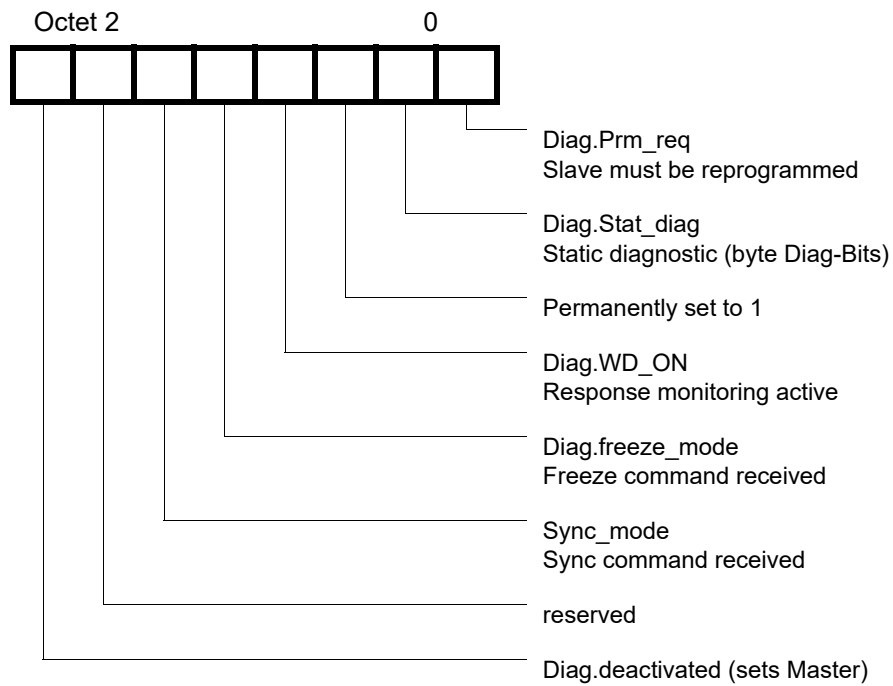 Octet 2 0
Diag.Prm_req
Slave must be reprogrammed
Diag.Stat_diag
Static diagnostic (byte Diag-Bits)
Permanently set to 1
Diag.WD_ON
Response monitoring active
Diag.freeze_mode
Freeze command received
Sync_mode
Sync command received
reserved
Diag.deactivated (sets Master)